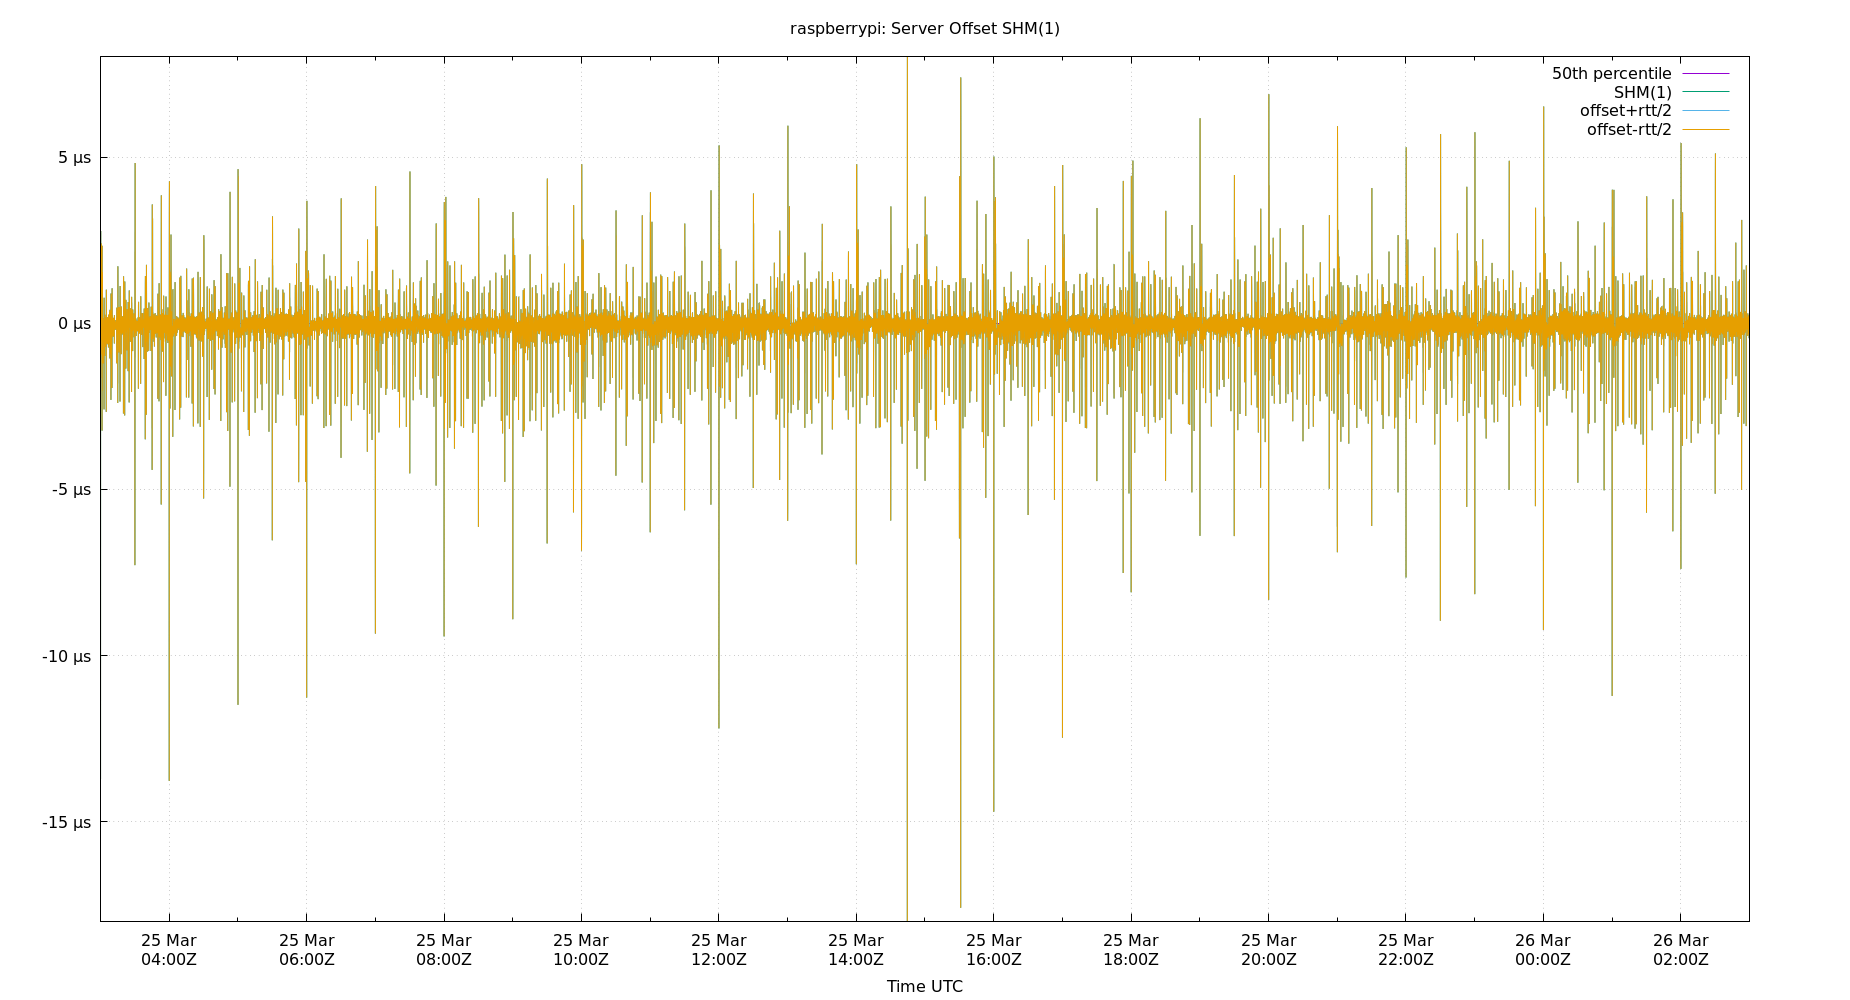 raspberrypi: Server Offset SHM(1)
50th percentile
SHM(1)
offset+rtt/2
offset-rtt/2
5 µs
0 µs
-5 µs
-10 µs
-15 µs
25 Mar 25 Mar 25 Mar 25 Mar 25 Mar 25 Mar 25 Mar 25 Mar 25 Mar 25 Mar 26 Mar 26 Mar
04:00Z 06:00Z 08:00Z 10:00Z 12:00Z 14:00Z 16:00Z 18:00Z 20:00Z 22:00Z 00:00Z 02:00Z
Time UTC